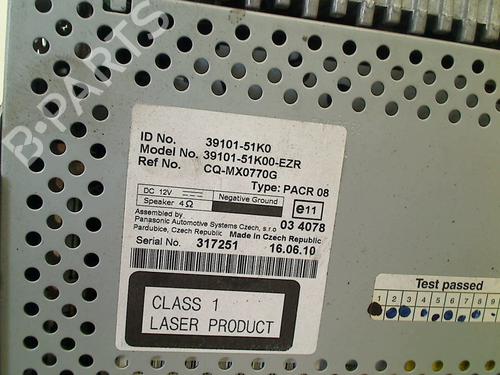 B-PARTS
ID No. 39101-51K0
Model No. 39101-51K00-EZR
Ref No. CQ-MX0770G
Type: PACR 08
DC 12V Negative Ground
Speaker 4Ω
e11
03 4078
Assembled by
Panasonic Automotive Systems Czech, s.r.o
Pardubice, Czech Republic Made in Czech Republic
Serial No. 317251 16.06.10
CLASS 1
LASER PRODUCT
Test passed
1 2 3 4 5 6 7 8 9